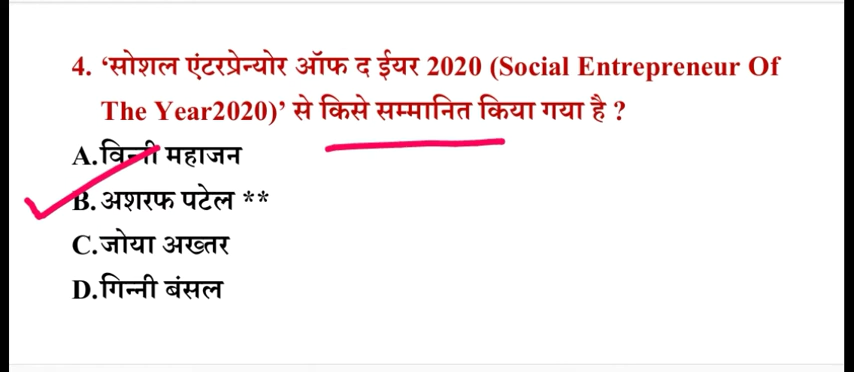 4. ‘सोशल एंटरप्रेन्योर ऑफ द ईयर 2020 (Social Entrepreneur Of
The Year2020)’ से किसे सम्मानित किया गया है ?
A.विन्नी महाजन
B. अशरफ पटेल **
C.जोया अख्तर
D.गिन्नी बंसल